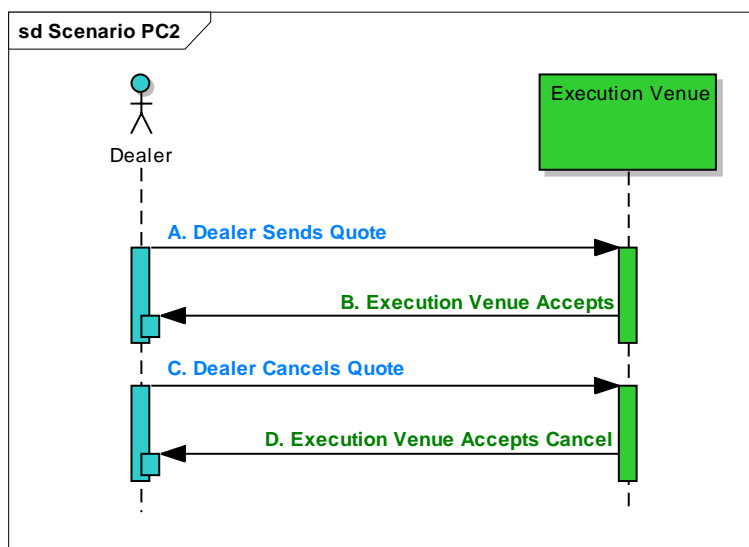 sd Scenario PC2
Execution Venue
Dealer
A. Dealer Sends Quote
B. Execution Venue Accepts
C. Dealer Cancels Quote
D. Execution Venue Accepts Cancel